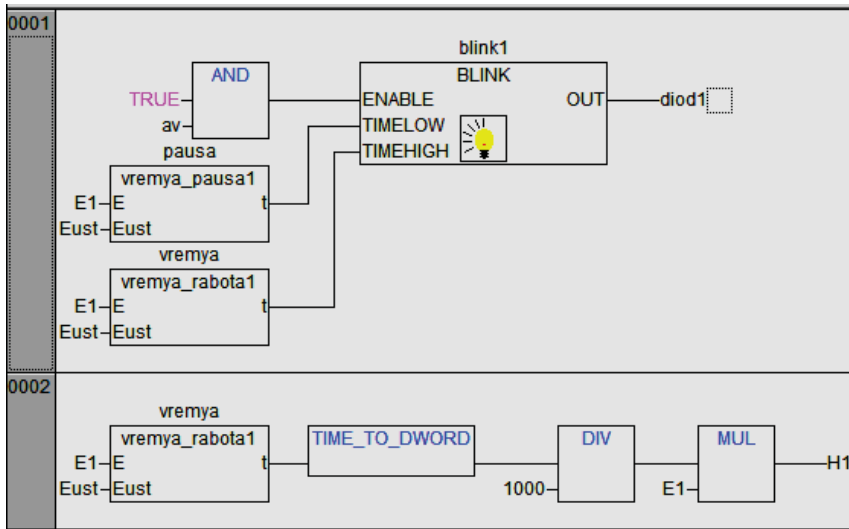 0001
blink1
AND
BLINK
TRUE
ENABLE
OUT
diod1
av
TIMELOW
pausa
TIMEHIGH
vremya_pausa1
E1
E
t
Eust
Eust
vremya
vremya_rabota1
E1
E
t
Eust
Eust
0002
vremya
vremya_rabota1
TIME_TO_DWORD
DIV
MUL
E1
E
t
H1
Eust
Eust
1000
E1